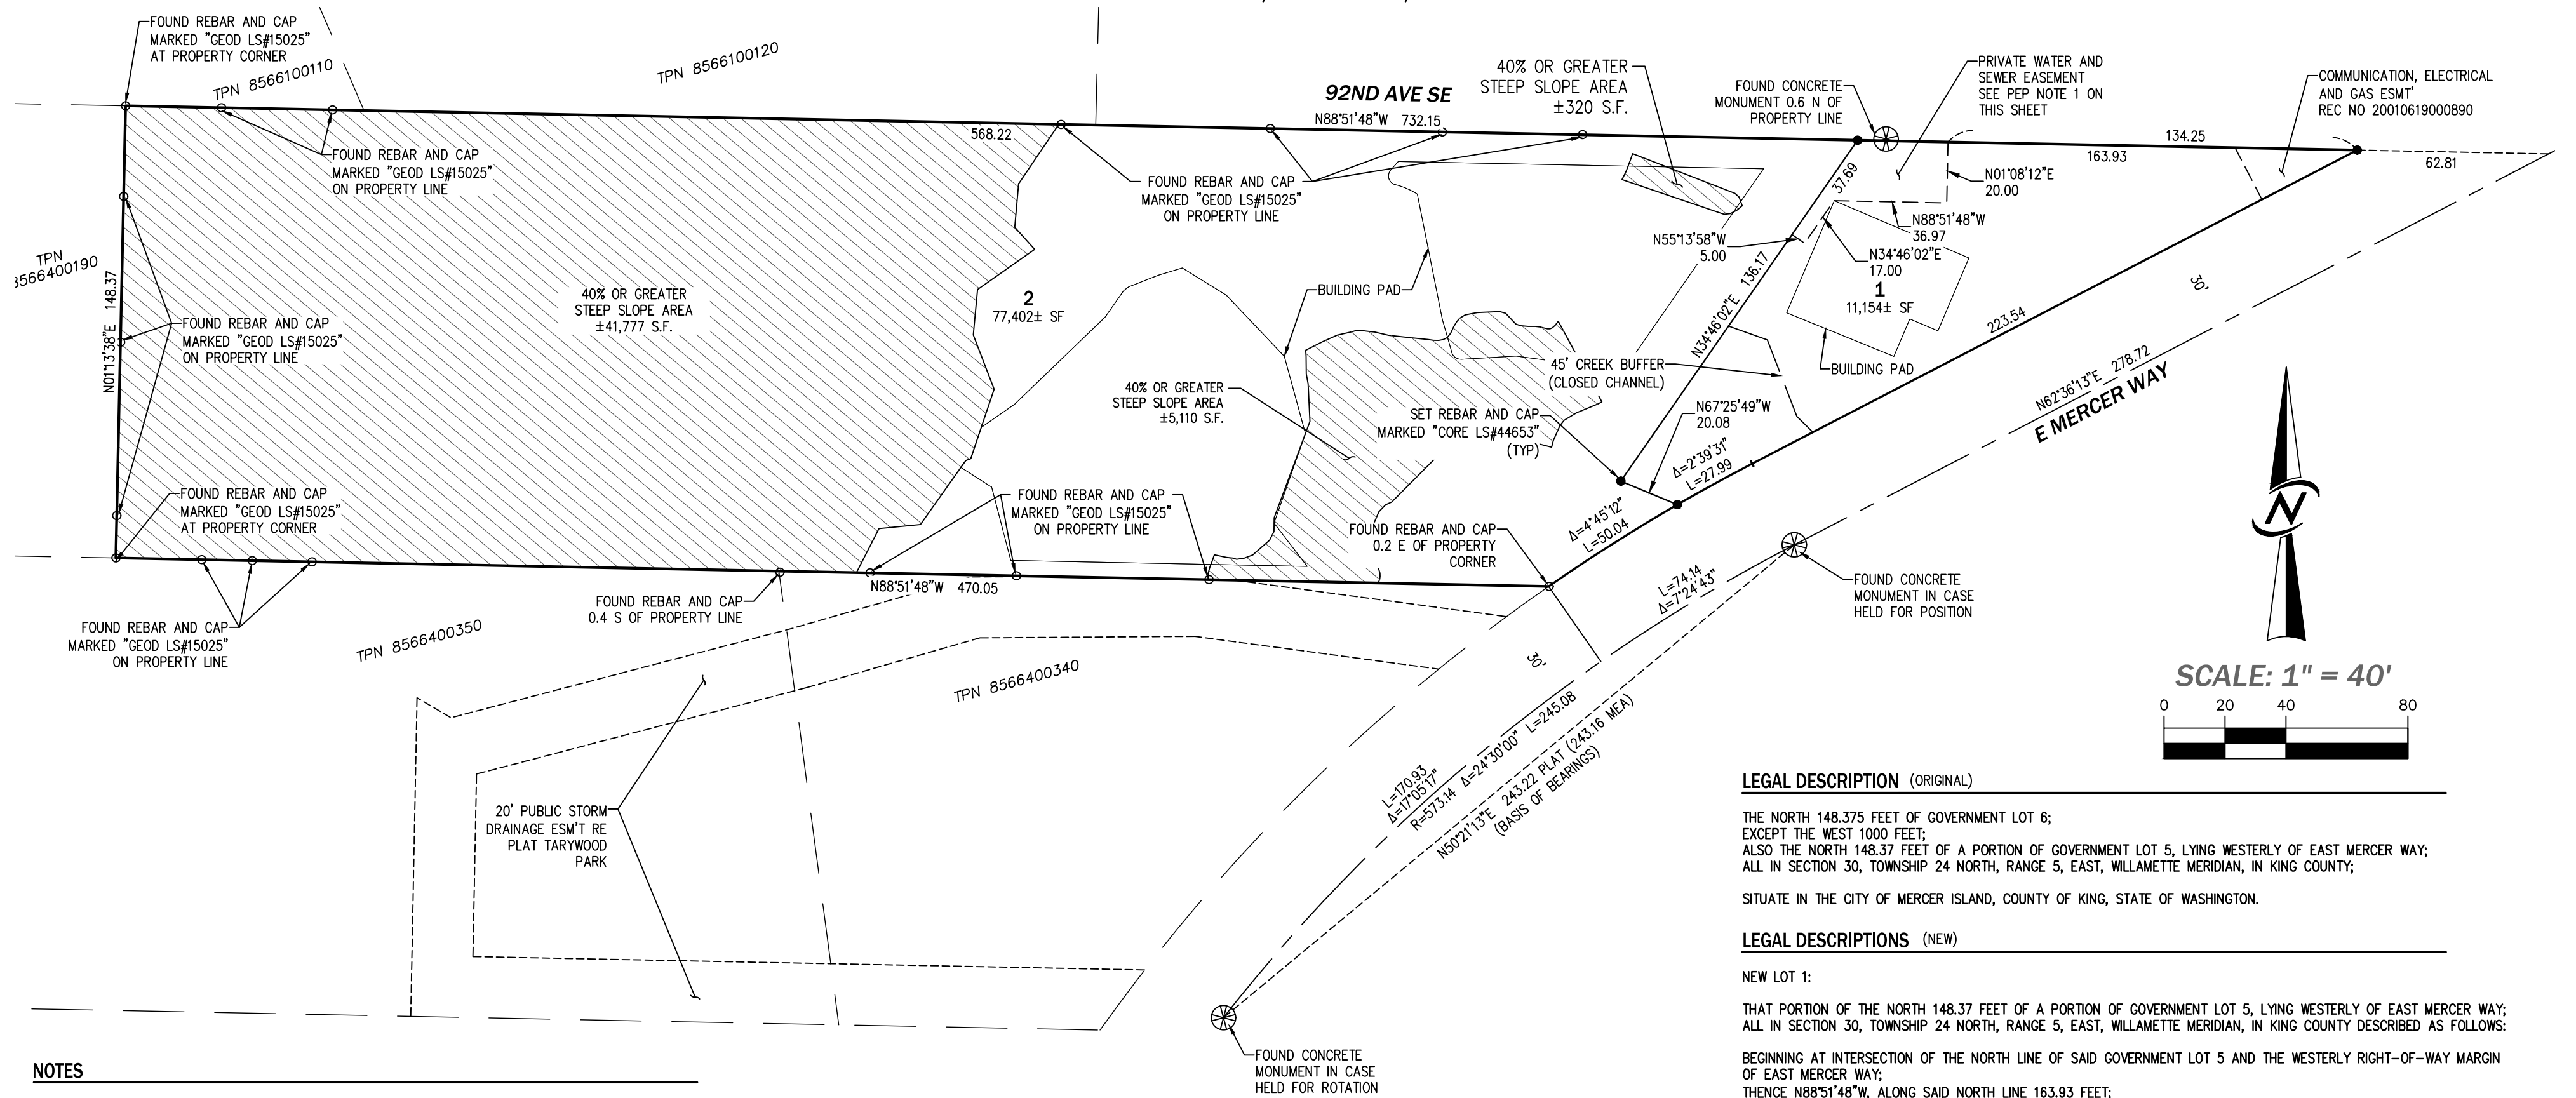 FOUND REBAR AND CAP
MARKED "GEOD LS#15025"
AT PROPERTY CORNER
TPN 8566100110
TPN 8566100120
92ND AVE SE
N88°51'48"W 732.15
568.22
40% OR GREATER
STEEP SLOPE AREA
±320 S.F.
FOUND CONCRETE
MONUMENT 0.6 N OF
PROPERTY LINE
PRIVATE WATER AND
SEWER EASEMENT
SEE PEP NOTE 1 ON
THIS SHEET
COMMUNICATION, ELECTRICAL
AND GAS ESMT'
REC NO 20010619000890
134.25
163.93
62.81
FOUND REBAR AND CAP
MARKED "GEOD LS#15025"
ON PROPERTY LINE
FOUND REBAR AND CAP
MARKED "GEOD LS#15025"
ON PROPERTY LINE
37.69
N01°08'12"E
20.00
N88°51'48"W
36.97
N55°13'58"W
5.00
N34°46'02"E
17.00
1
11,154± SF
TPN
8566400190
N01°13'38"E 148.37
40% OR GREATER
STEEP SLOPE AREA
±41,777 S.F.
2
77,402± SF
BUILDING PAD
N34°46'02"E 136.17
30'
223.54
FOUND REBAR AND CAP
MARKED "GEOD LS#15025"
ON PROPERTY LINE
45' CREEK BUFFER
(CLOSED CHANNEL)
BUILDING PAD
N62°36'13"E 278.72
E MERCER WAY
40% OR GREATER
STEEP SLOPE AREA
±5,110 S.F.
SET REBAR AND CAP
MARKED "CORE LS#44653"
(TYP)
N67°25'49"W
20.08
Δ=2°39'31"
L=27.99
N
FOUND REBAR AND CAP
MARKED "GEOD LS#15025"
AT PROPERTY CORNER
FOUND REBAR AND CAP
MARKED "GEOD LS#15025"
ON PROPERTY LINE
FOUND REBAR AND CAP
0.2 E OF PROPERTY
CORNER
Δ=4°45'12"
L=50.04
N88°51'48"W 470.05
FOUND REBAR AND CAP
0.4 S OF PROPERTY LINE
L=74.14
Δ=7°24'43"
FOUND CONCRETE
MONUMENT IN CASE
HELD FOR POSITION
FOUND REBAR AND CAP
MARKED "GEOD LS#15025"
ON PROPERTY LINE
TPN 8566400350
TPN 8566400340
30'
SCALE: 1" = 40'
0 20 40 80
L=170.93
Δ=17°05'17"
R=573.14 Δ=24°30'00" L=245.08
N50°21'13"E 243.22 PLAT (243.16 MEA)
(BASIS OF BEARINGS)
20' PUBLIC STORM
DRAINAGE ESM'T RE
PLAT TARYWOOD
PARK
FOUND CONCRETE
MONUMENT IN CASE
HELD FOR ROTATION
NOTES
LEGAL DESCRIPTION (ORIGINAL)
THE NORTH 148.375 FEET OF GOVERNMENT LOT 6;
EXCEPT THE WEST 1000 FEET;
ALSO THE NORTH 148.37 FEET OF A PORTION OF GOVERNMENT LOT 5, LYING WESTERLY OF EAST MERCER WAY;
ALL IN SECTION 30, TOWNSHIP 24 NORTH, RANGE 5, EAST, WILLAMETTE MERIDIAN, IN KING COUNTY;
SITUATE IN THE CITY OF MERCER ISLAND, COUNTY OF KING, STATE OF WASHINGTON.
LEGAL DESCRIPTIONS (NEW)
NEW LOT 1:
THAT PORTION OF THE NORTH 148.37 FEET OF A PORTION OF GOVERNMENT LOT 5, LYING WESTERLY OF EAST MERCER WAY;
ALL IN SECTION 30, TOWNSHIP 24 NORTH, RANGE 5, EAST, WILLAMETTE MERIDIAN, IN KING COUNTY DESCRIBED AS FOLLOWS:
BEGINNING AT INTERSECTION OF THE NORTH LINE OF SAID GOVERNMENT LOT 5 AND THE WESTERLY RIGHT-OF-WAY MARGIN
OF EAST MERCER WAY;
THENCE N88°51'48"W, ALONG SAID NORTH LINE 163.93 FEET;